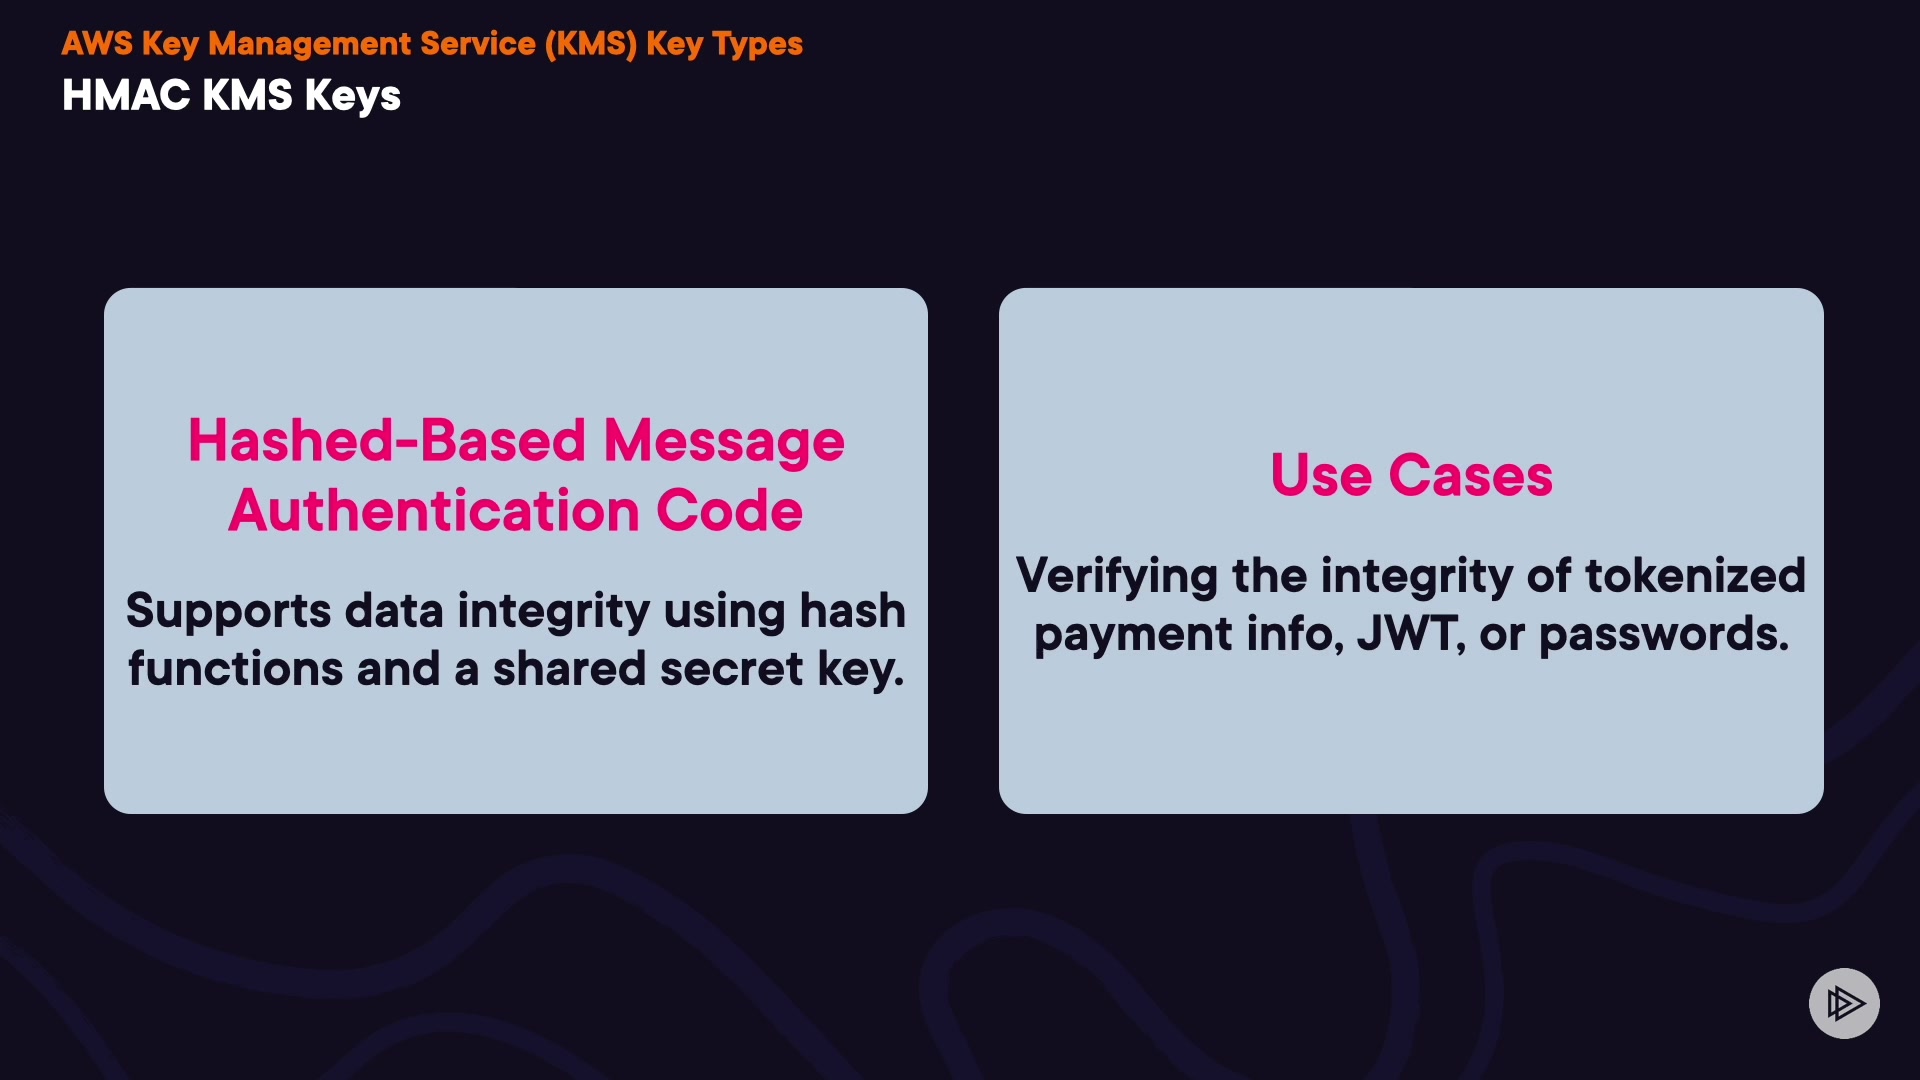 AWS Key Management Service (KMS) Key Types
HMAC KMS Keys
Hashed-Based Message
Authentication Code
Supports data integrity using hash
functions and a shared secret key.
Use Cases
Verifying the integrity of tokenized
payment info, JWT, or passwords.